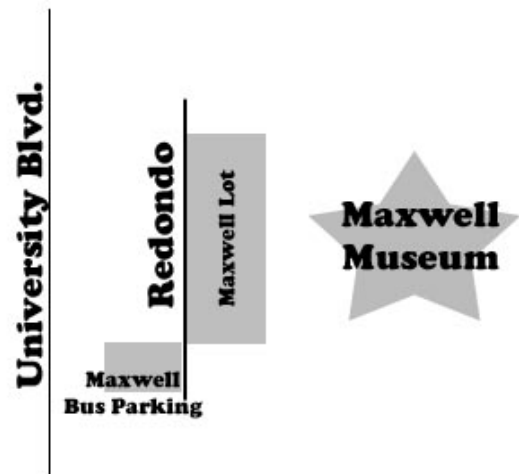 University Blvd.
Redondo
Maxwell Lot
Maxwell
Museum
Maxwell
Bus Parking